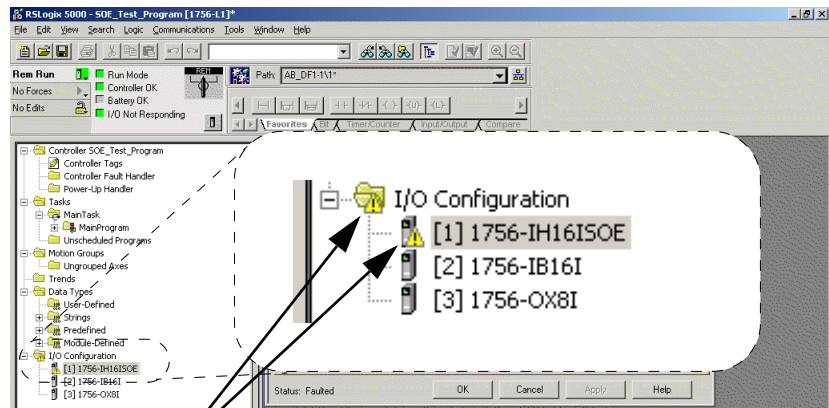 RSLogix 5000 - SOE_Test_Program [1756-L1]*
File Edit View Search Logic Communications Tools Window Help
Rem Run
Run Mode
No Forces
Controller OK
Battery OK
No Edits
I/O Not Responding
REM
Path: AB_DF1-1\1*
Favorites Bit Timer/Counter Input/Output Compare
Controller SOE_Test_Program
Controller Tags
Controller Fault Handler
Power-Up Handler
Tasks
MainTask
MainProgram
Unscheduled Programs
Motion Groups
Ungrouped Axes
Trends
Data Types
User-Defined
Strings
Predefined
Module-Defined
I/O Configuration
[1] 1756-IH16ISOE
[2] 1756-IB16I
[3] 1756-OX8I
I/O Configuration
[1] 1756-IH16ISOE
[2] 1756-IB16I
[3] 1756-OX8I
Status: Faulted
OK Cancel Apply Help